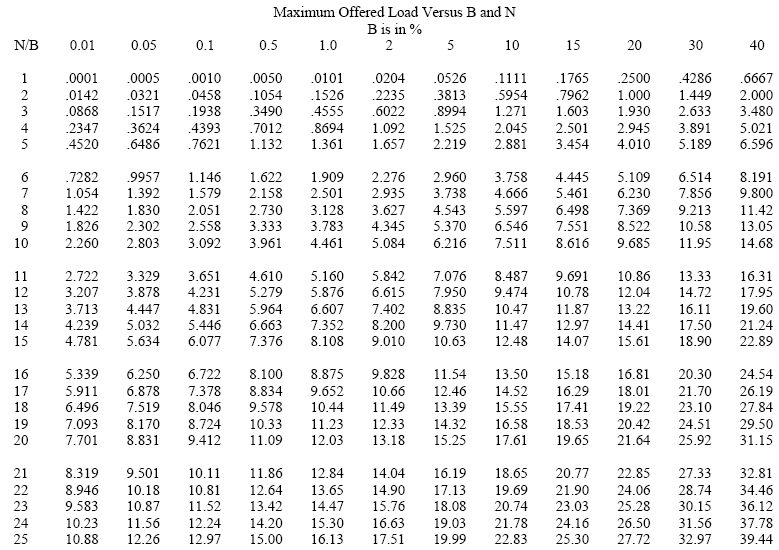 Maximum Offered Load Versus B and N
B is in %
N/B 0.01 0.05 0.1 0.5 1.0 2 5 10 15 20 30 40
1 .0001 .0005 .0010 .0050 .0101 .0204 .0526 .1111 .1765 .2500 .4286 .6667
2 .0142 .0321 .0458 .1054 .1526 .2235 .3813 .5954 .7962 1.000 1.449 2.000
3 .0868 .1517 .1938 .3490 .4555 .6022 .8994 1.271 1.603 1.930 2.633 3.480
4 .2347 .3624 .4393 .7012 .8694 1.092 1.525 2.045 2.501 2.945 3.891 5.021
5 .4520 .6486 .7621 1.132 1.361 1.657 2.219 2.881 3.454 4.010 5.189 6.596
6 .7282 .9957 1.146 1.622 1.909 2.276 2.960 3.758 4.445 5.109 6.514 8.191
7 1.054 1.392 1.579 2.158 2.501 2.935 3.738 4.666 5.461 6.230 7.856 9.800
8 1.422 1.830 2.051 2.730 3.128 3.627 4.543 5.597 6.498 7.369 9.213 11.42
9 1.826 2.302 2.558 3.333 3.783 4.345 5.370 6.546 7.551 8.522 10.58 13.05
10 2.260 2.803 3.092 3.961 4.461 5.084 6.216 7.511 8.616 9.685 11.95 14.68
11 2.722 3.329 3.651 4.610 5.160 5.842 7.076 8.487 9.691 10.86 13.33 16.31
12 3.207 3.878 4.231 5.279 5.876 6.615 7.950 9.474 10.78 12.04 14.72 17.95
13 3.713 4.447 4.831 5.964 6.607 7.402 8.835 10.47 11.87 13.22 16.11 19.60
14 4.239 5.032 5.446 6.663 7.352 8.200 9.730 11.47 12.97 14.41 17.50 21.24
15 4.781 5.634 6.077 7.376 8.108 9.010 10.63 12.48 14.07 15.61 18.90 22.89
16 5.339 6.250 6.722 8.100 8.875 9.828 11.54 13.50 15.18 16.81 20.30 24.54
17 5.911 6.878 7.378 8.834 9.652 10.66 12.46 14.52 16.29 18.01 21.70 26.19
18 6.496 7.519 8.046 9.578 10.44 11.49 13.39 15.55 17.41 19.22 23.10 27.84
19 7.093 8.170 8.724 10.33 11.23 12.33 14.32 16.58 18.53 20.42 24.51 29.50
20 7.701 8.831 9.412 11.09 12.03 13.18 15.25 17.61 19.65 21.64 25.92 31.15
21 8.319 9.501 10.11 11.86 12.84 14.04 16.19 18.65 20.77 22.85 27.33 32.81
22 8.946 10.18 10.81 12.64 13.65 14.90 17.13 19.69 21.90 24.06 28.74 34.46
23 9.583 10.87 11.52 13.42 14.47 15.76 18.08 20.74 23.03 25.28 30.15 36.12
24 10.23 11.56 12.24 14.20 15.30 16.63 19.03 21.78 24.16 26.50 31.56 37.78
25 10.88 12.26 12.97 15.00 16.13 17.51 19.99 22.83 25.30 27.72 32.97 39.44